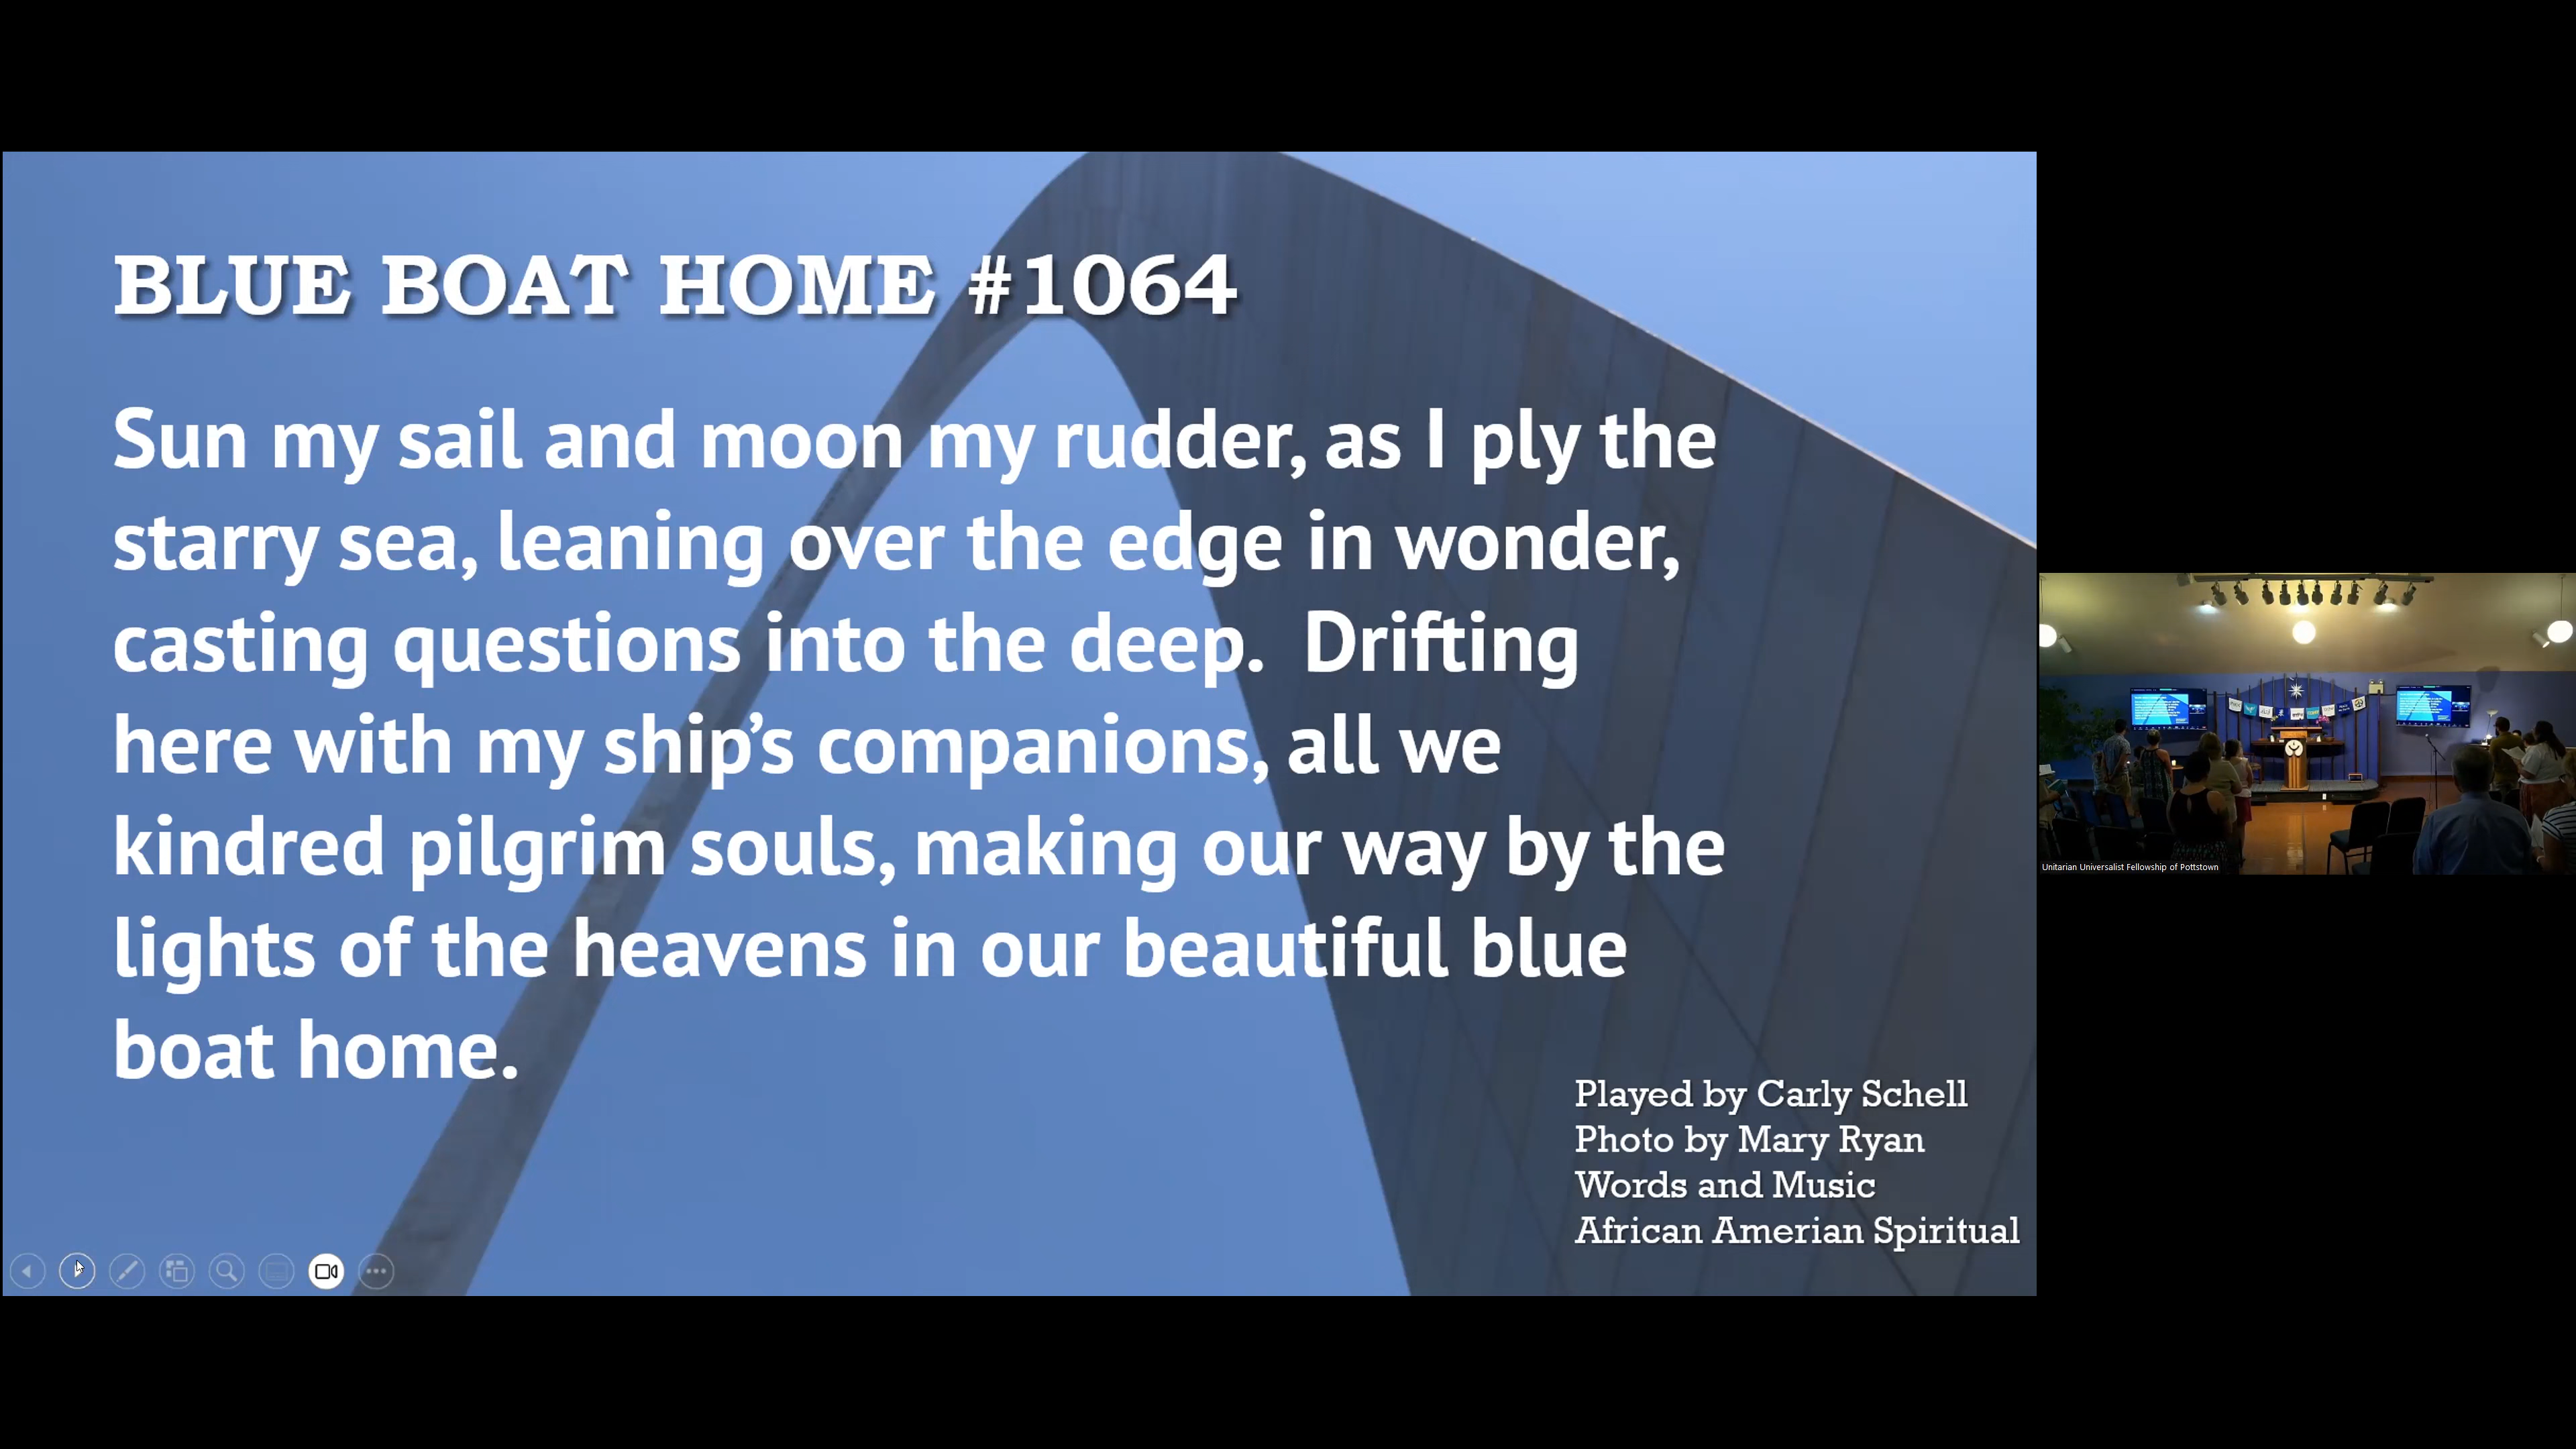 BLUE BOAT HOME #1064
Sun my sail and moon my rudder, as I ply the
starry sea, leaning over the edge in wonder,
casting questions into the deep.  Drifting
here with my ship’s companions, all we
kindred pilgrim souls, making our way by the
lights of the heavens in our beautiful blue
boat home.
Played by Carly Schell
Photo by Mary Ryan
Words and Music
African Amerian Spiritual
Unitarian Universalist Fellowship of Pottstown